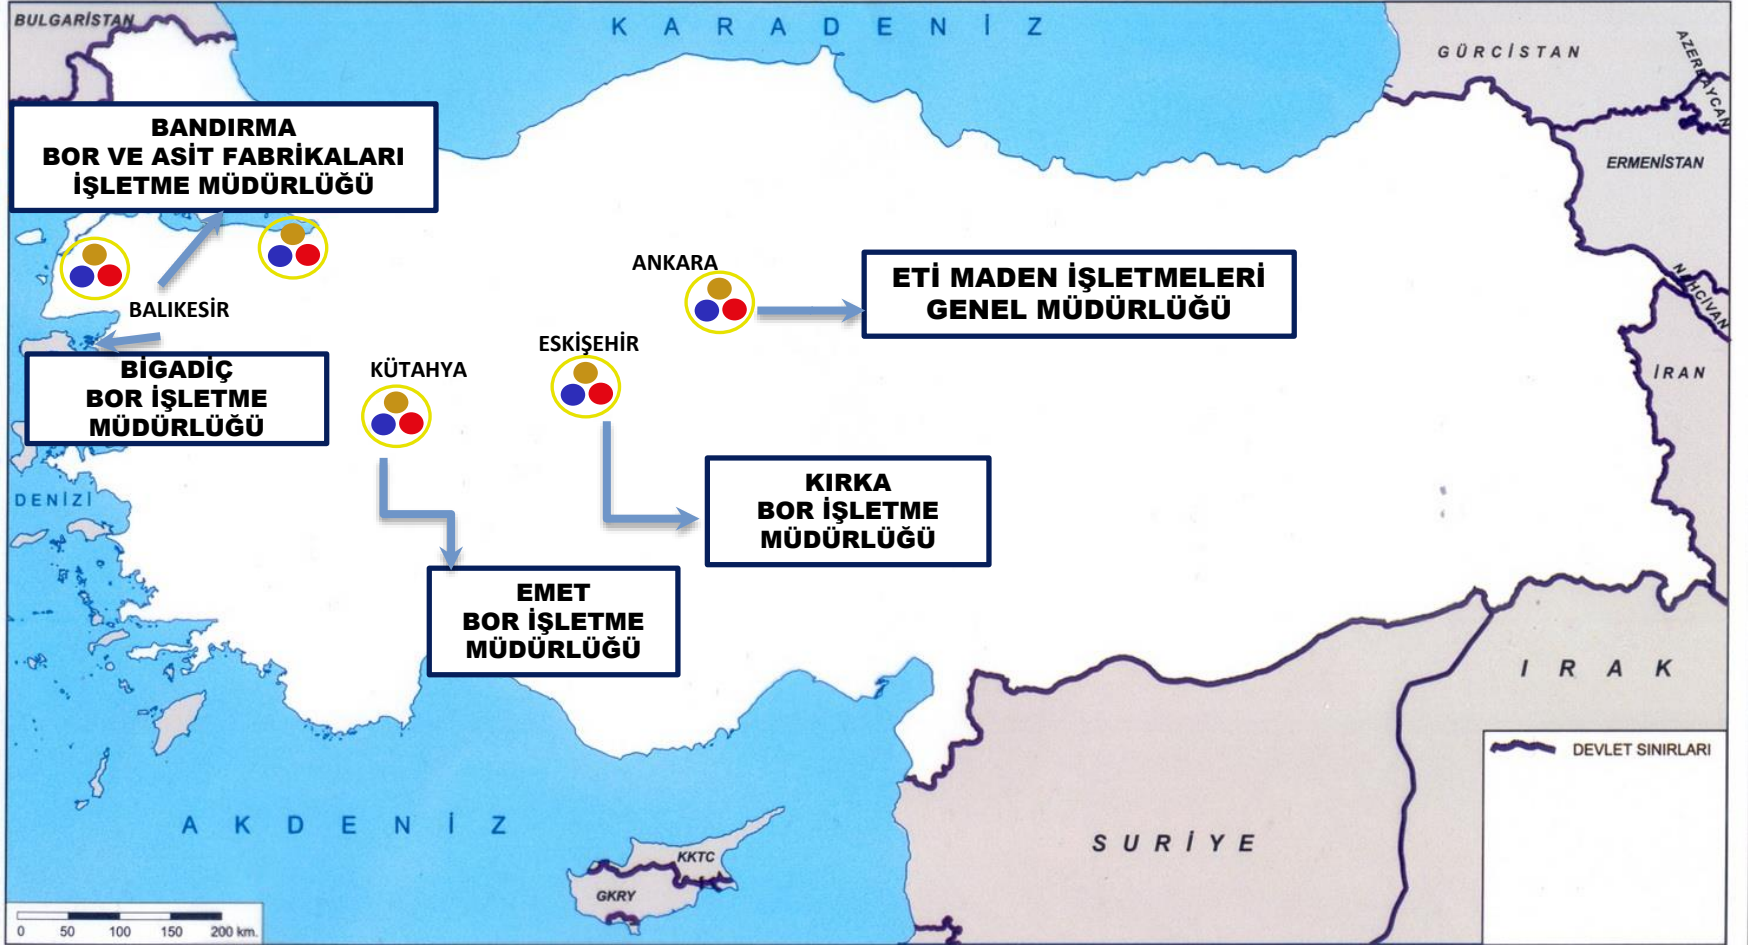 BULGARİSTAN
K A R A D E N İ Z
GÜRCİSTAN
AZERBAYCAN
BANDIRMA
BOR VE ASİT FABRİKALARI
İŞLETME MÜDÜRLÜĞÜ
ERMENİSTAN
ANKARA
ETİ MADEN İŞLETMELERİ
GENEL MÜDÜRLÜĞÜ
NAHCİVAN
BALIKESİR
ESKİŞEHİR
KÜTAHYA
BİGADİÇ
BOR İŞLETME
MÜDÜRLÜĞÜ
İRAN
DENİZİ
KIRKA
BOR İŞLETME
MÜDÜRLÜĞÜ
EMET
BOR İŞLETME
MÜDÜRLÜĞÜ
I R A K
DEVLET SINIRLARI
A K D E N İ Z
S U R İ Y E
KKTC
GKRY
0 50 100 150 200 km.